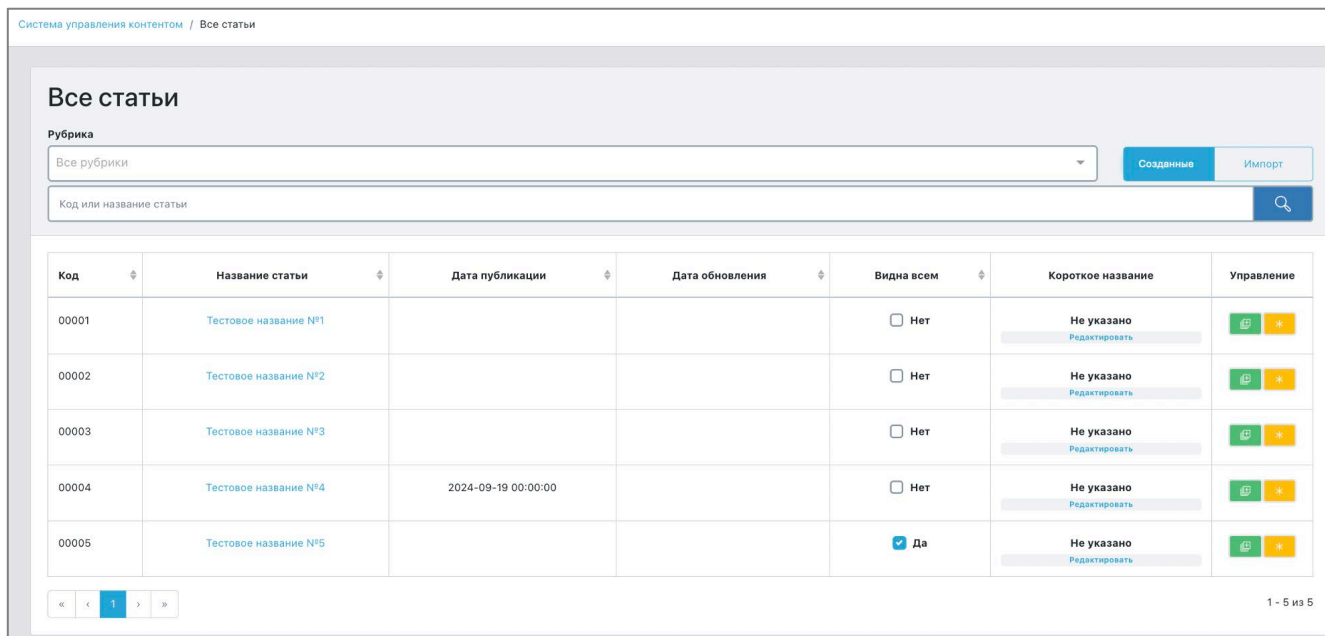 Система управления контентом / Все статьи
Все статьи
Рубрика
Все рубрики
Созданные Импорт
Код или название статьи
Код Название статьи Дата публикации Дата обновления Видна всем Короткое название Управление
00001 Тестовое название №1 Нет Не указано
Редактировать
00002 Тестовое название №2 Нет Не указано
Редактировать
00003 Тестовое название №3 Нет Не указано
Редактировать
00004 Тестовое название №4 2024-09-19 00:00:00 Нет Не указано
Редактировать
00005 Тестовое название №5 Да Не указано
Редактировать
« ‹ 1 › » 1 - 5 из 5